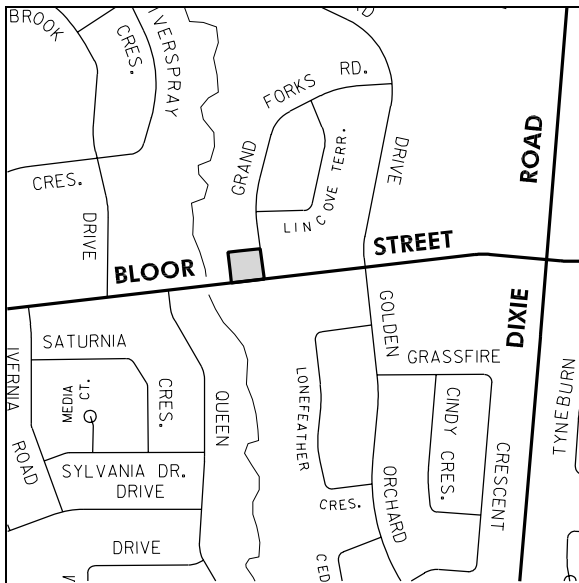 BROOK
CRES.
VERSPRAY
FORKS
RD.
GRAND
LINCOVE TERR.
DRIVE
ROAD
CRES.
DRIVE
BLOOR
STREET
GOLDEN
DIXIE
SATURNIA
GRASSFIRE
IVERNIA
ROAD
MEDIA
CT.
CRES.
QUEEN
LONEFEATHER
CRES.
CINDY CRES.
CRESCENT
TYNEBURN
SYLVANIA DR.
DRIVE
ORCHARD
DRIVE
CED